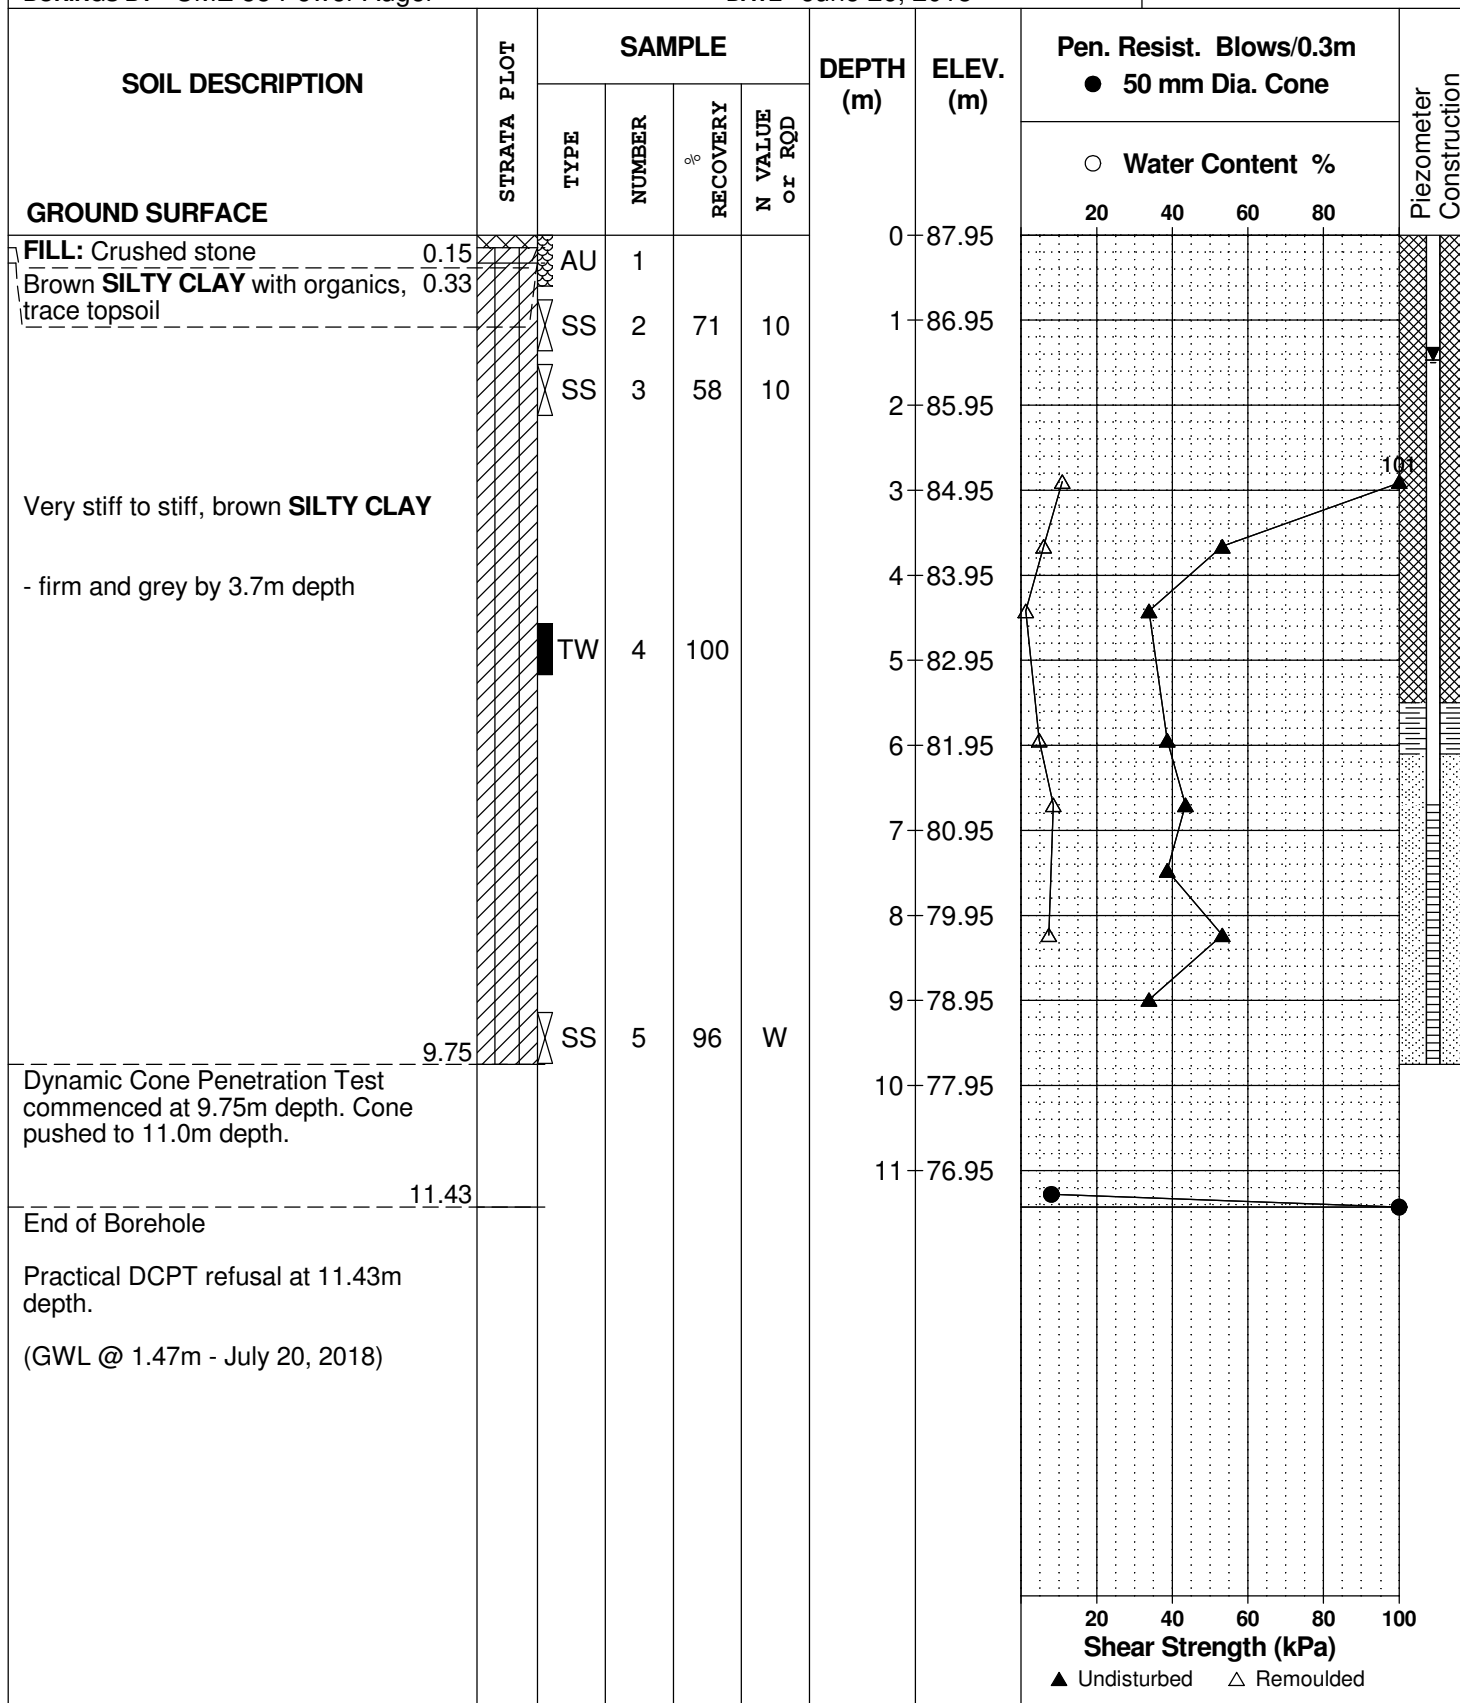 SOIL DESCRIPTION
GROUND SURFACE
STRATA PLOT
SAMPLE
TYPE
NUMBER
% RECOVERY
N VALUE or RQD
DEPTH (m)
ELEV. (m)
Pen. Resist. Blows/0.3m
● 50 mm Dia. Cone
○ Water Content %
20 40 60 80
Piezometer Construction
FILL: Crushed stone 0.15
Brown SILTY CLAY with organics, 0.33
trace topsoil
Very stiff to stiff, brown SILTY CLAY
- firm and grey by 3.7m depth
9.75
Dynamic Cone Penetration Test
commenced at 9.75m depth. Cone
pushed to 11.0m depth.
11.43
End of Borehole
Practical DCPT refusal at 11.43m
depth.
(GWL @ 1.47m - July 20, 2018)
AU 1
SS 2 71 10
SS 3 58 10
TW 4 100
SS 5 96 W
0 87.95
1 86.95
2 85.95
3 84.95
4 83.95
5 82.95
6 81.95
7 80.95
8 79.95
9 78.95
10 77.95
11 76.95
101
20 40 60 80 100
Shear Strength (kPa)
▲ Undisturbed △ Remoulded